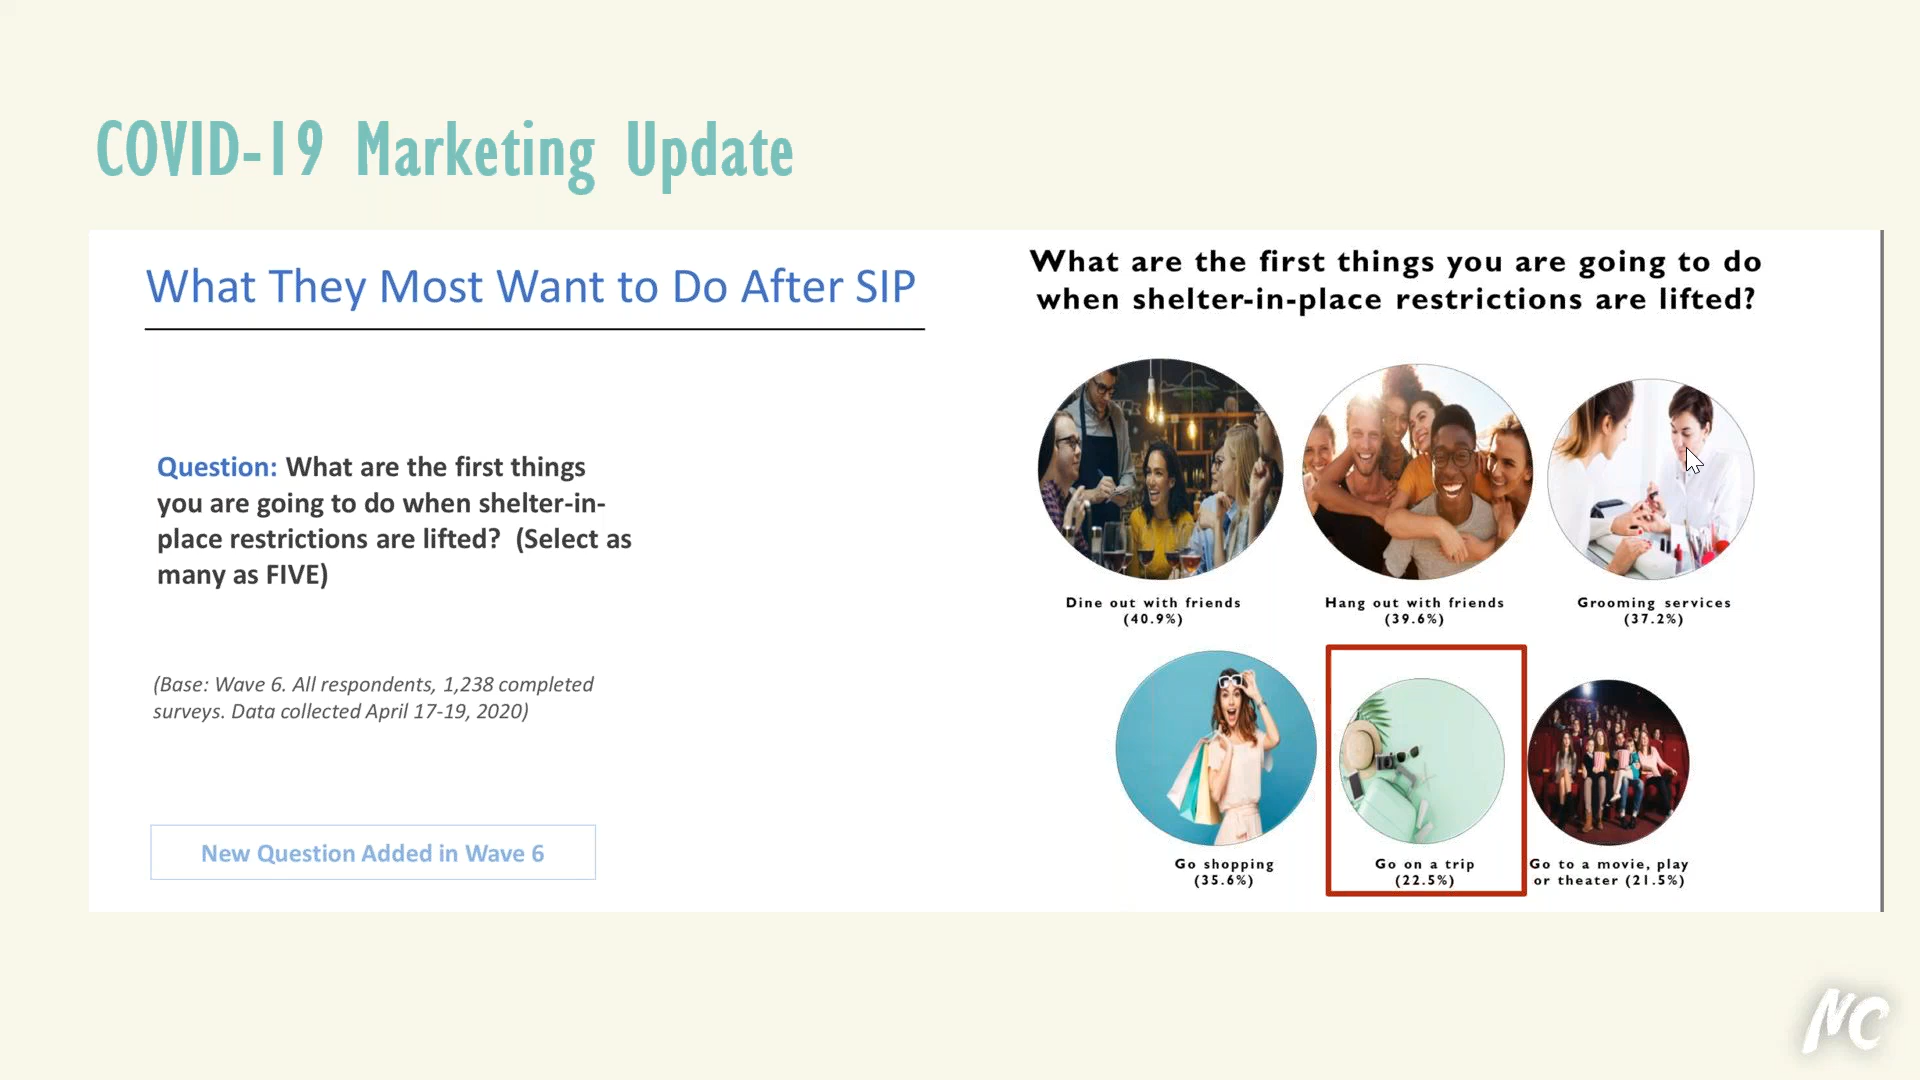 COVID-19 Marketing Update
What They Most Want to Do After SIP
Question: What are the first things
you are going to do when shelter-in-
place restrictions are lifted? (Select as
many as FIVE)
(Base: Wave 6. All respondents, 1,238 completed
surveys. Data collected April 17-19, 2020)
New Question Added in Wave 6
What are the first things you are going to do
when shelter-in-place restrictions are lifted?
Dine out with friends
(40.9%)
Hang out with friends
(39.6%)
Grooming services
(37.2%)
Go shopping
(35.6%)
Go on a trip
(22.5%)
Go to a movie, play
or theater (21.5%)
NC